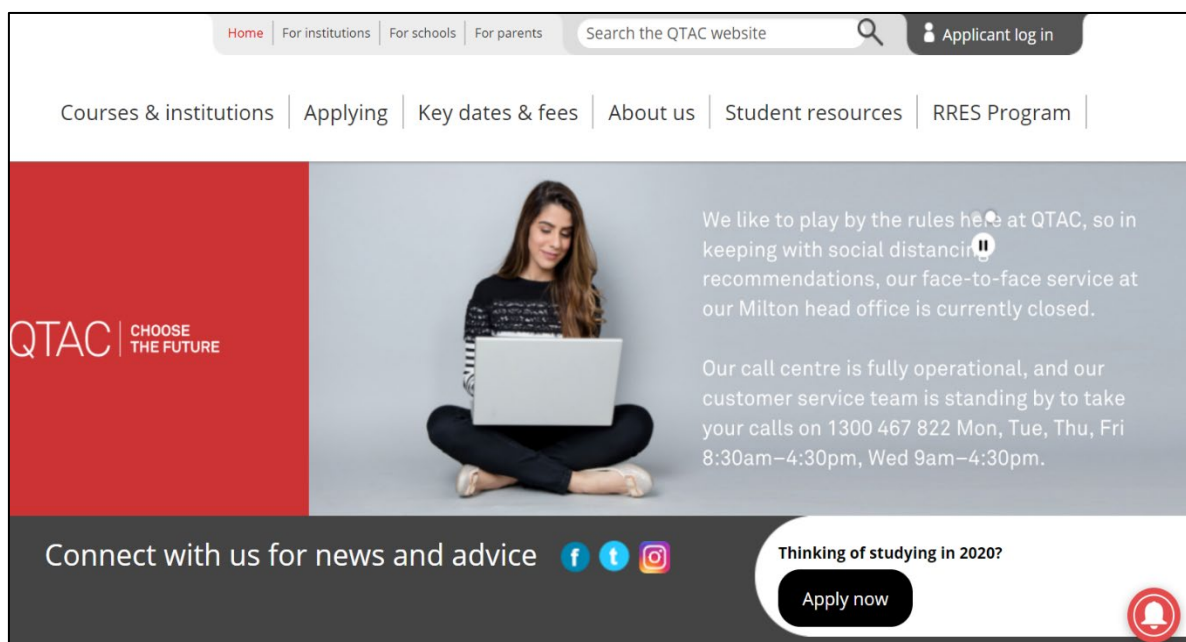 Home For institutions For schools For parents Search the QTAC website Applicant log in
Courses & institutions Applying Key dates & fees About us Student resources RRES Program
QTAC CHOOSE
THE FUTURE
We like to play by the rules here at QTAC, so in
keeping with social distancing
recommendations, our face-to-face service at
our Milton head office is currently closed.
Our call centre is fully operational, and our
customer service team is standing by to take
your calls on 1300 467 822 Mon, Tue, Thu, Fri
8:30am–4:30pm, Wed 9am–4:30pm.
Connect with us for news and advice f t
Thinking of studying in 2020?
Apply now